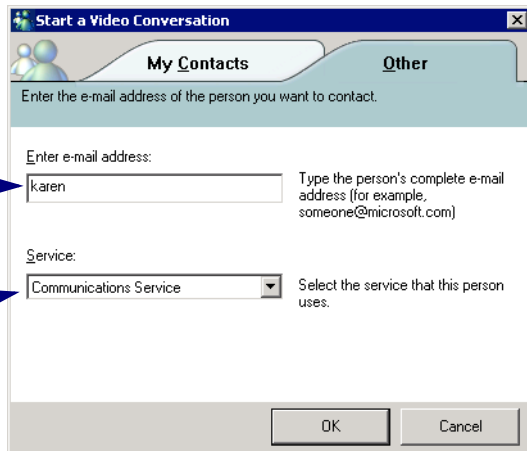 Start a Video Conversation
My Contacts
Other
Enter the e-mail address of the person you want to contact.
Enter e-mail address:
karen
Type the person's complete e-mail
address (for example,
someone@microsoft.com)
Service:
Communications Service
Select the service that this person
uses.
OK
Cancel